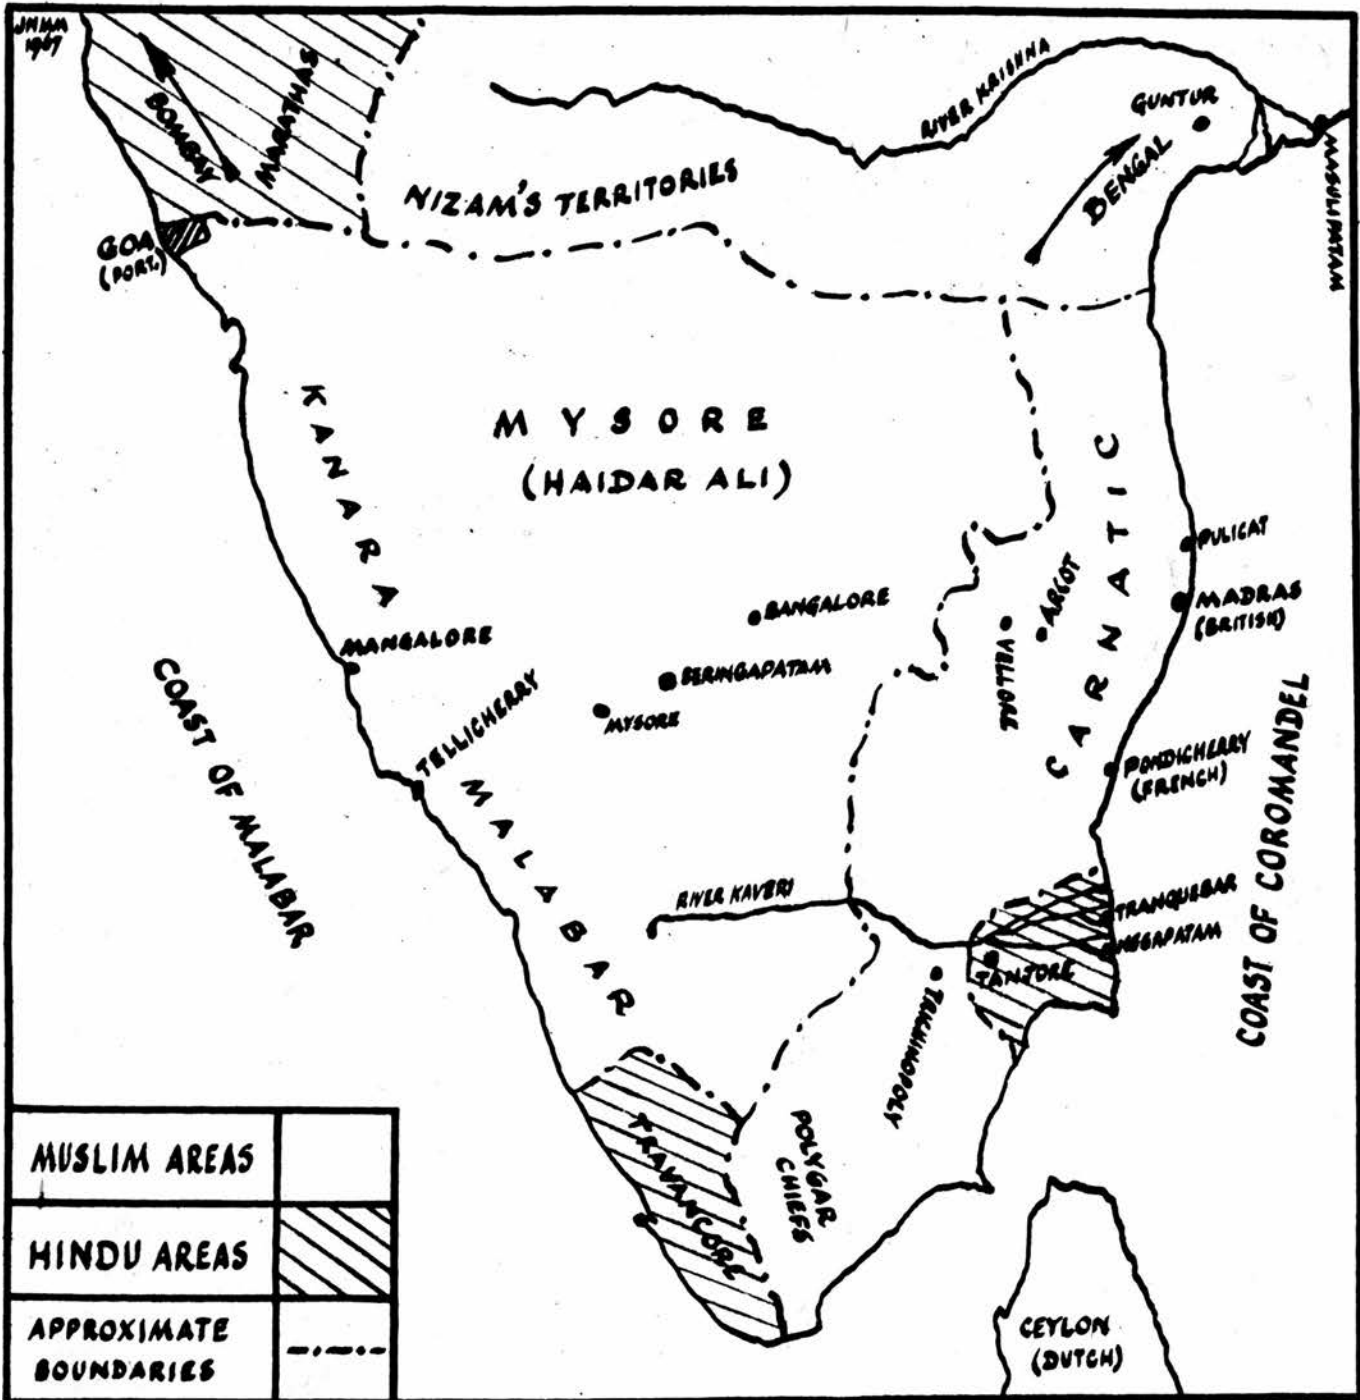 JMMM
1967
BOMBAY
MARATHAS
RIVER KRISHNA
GUNTUR
BENGAL
MASULIPATAM
NIZAM'S TERRITORIES
GOA
(PORT.)
KANARA
MYSORE
(HAIDAR ALI)
CARNATIC
PULICAT
MADRAS
(BRITISH)
ARCOT
VELLORE
BANGALORE
MANGALORE
SERINGAPATAM
MYSORE
TELLICHERRY
COAST OF MALABAR
MALABAR
PONDICHERRY
(FRENCH)
COAST OF COROMANDEL
RIVER KAVERI
TRANQUEBAR
NEGAPATAM
TANJORE
TRICHINOPOLY
TRAVANCORE
POLYGAR
CHIEFS
CEYLON
(DUTCH)
MUSLIM AREAS
HINDU AREAS
APPROXIMATE
BOUNDARIES